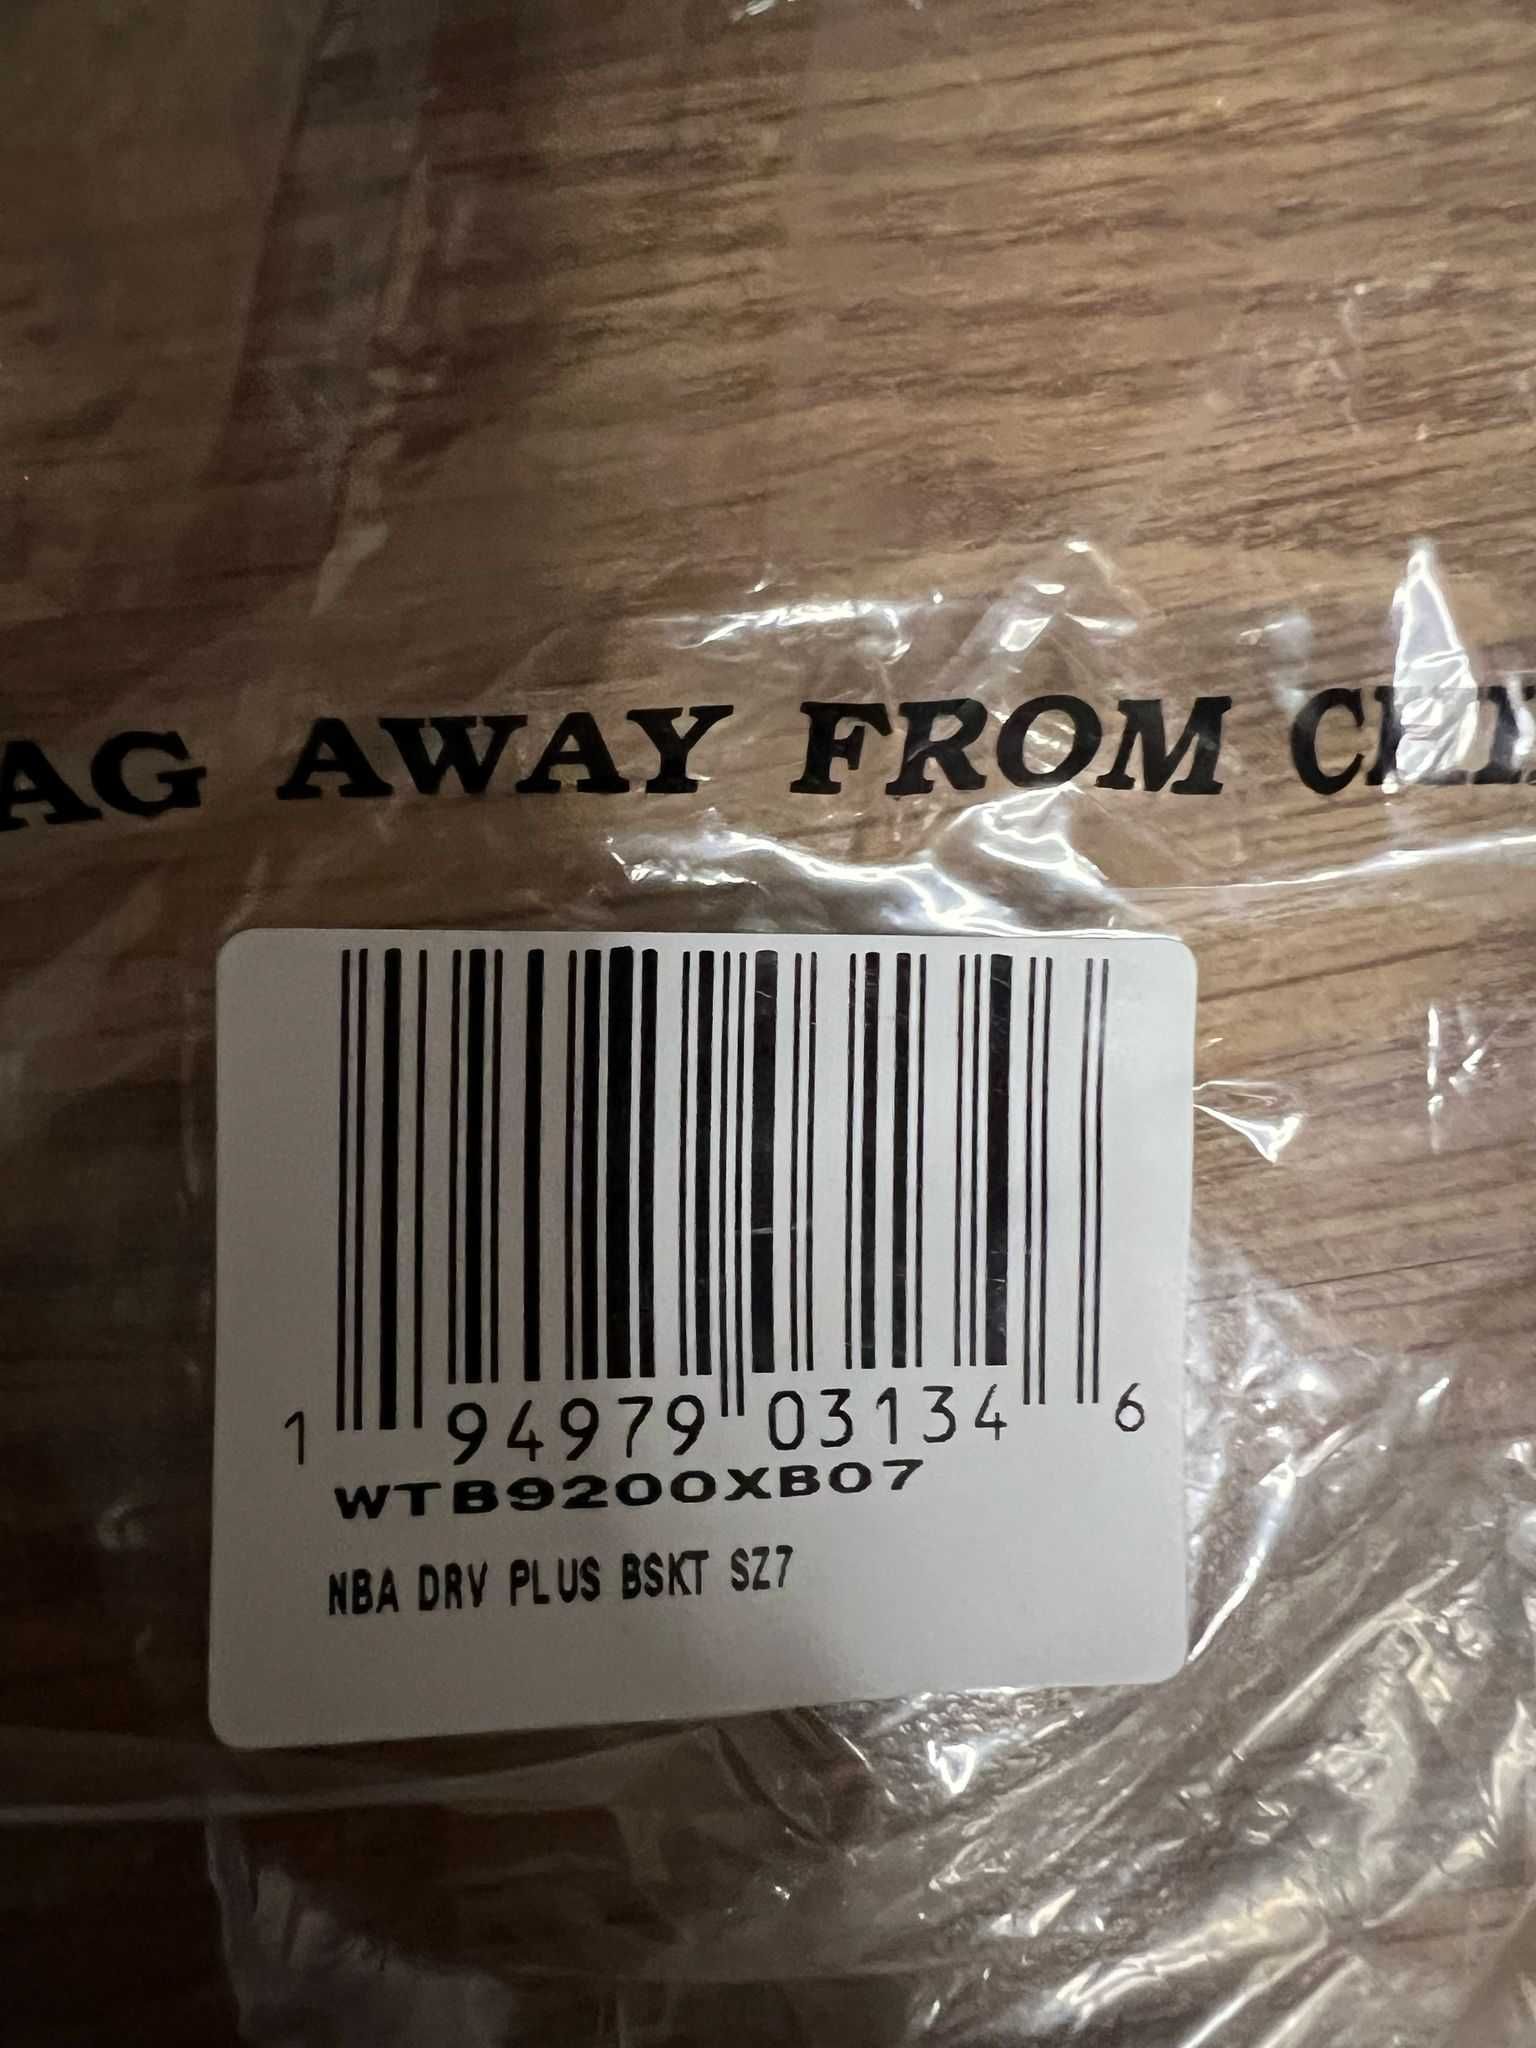 AG AWAY FROM
1 94979 03134 6
WTB9200XB07
NBA DRV PLUS BSKT SZ7